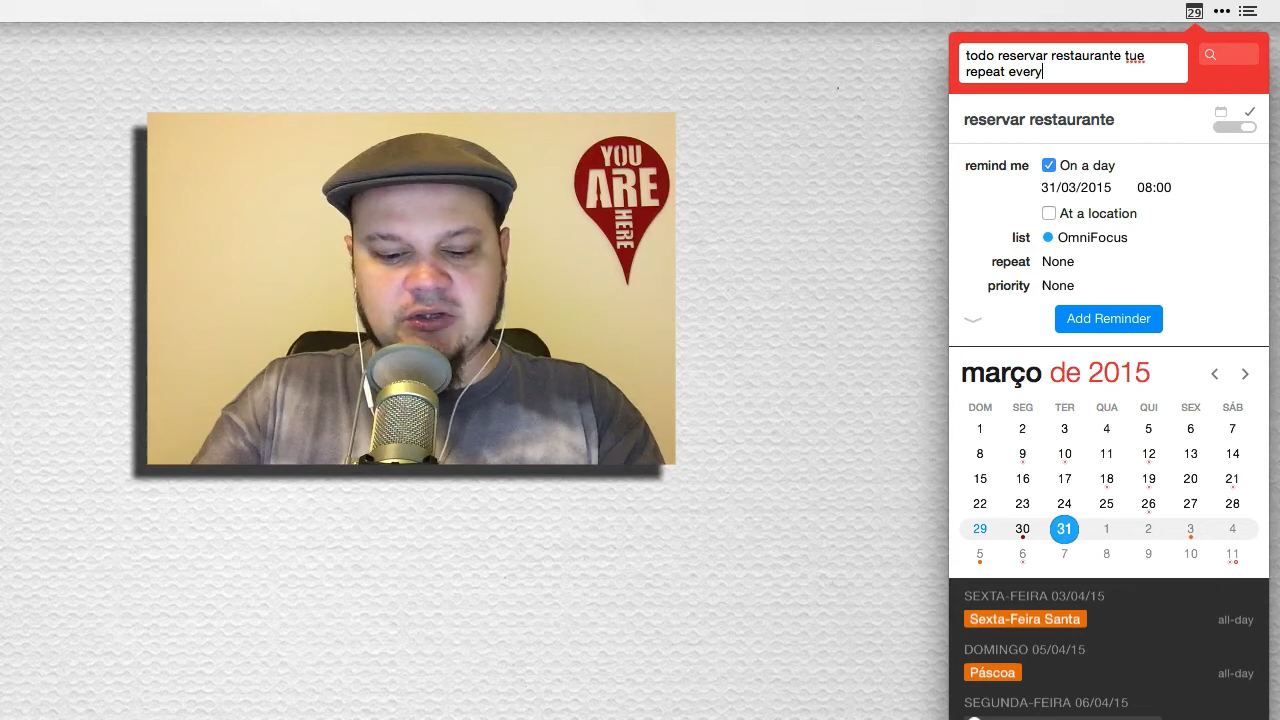 29
todo reservar restaurante tue
repeat every
reservar restaurante
remind me On a day
31/03/2015 08:00
At a location
list OmniFocus
repeat None
priority None
Add Reminder
março de 2015
DOM SEG TER QUA QUI SEX SÁB
1 2 3 4 5 6 7
8 9 10 11 12 13 14
15 16 17 18 19 20 21
22 23 24 25 26 27 28
29 30 31 1 2 3 4
5 6 7 8 9 10 11
SEXTA-FEIRA 03/04/15
Sexta-Feira Santa all-day
DOMINGO 05/04/15
Páscoa all-day
SEGUNDA-FEIRA 06/04/15
YOU
ARE
HERE